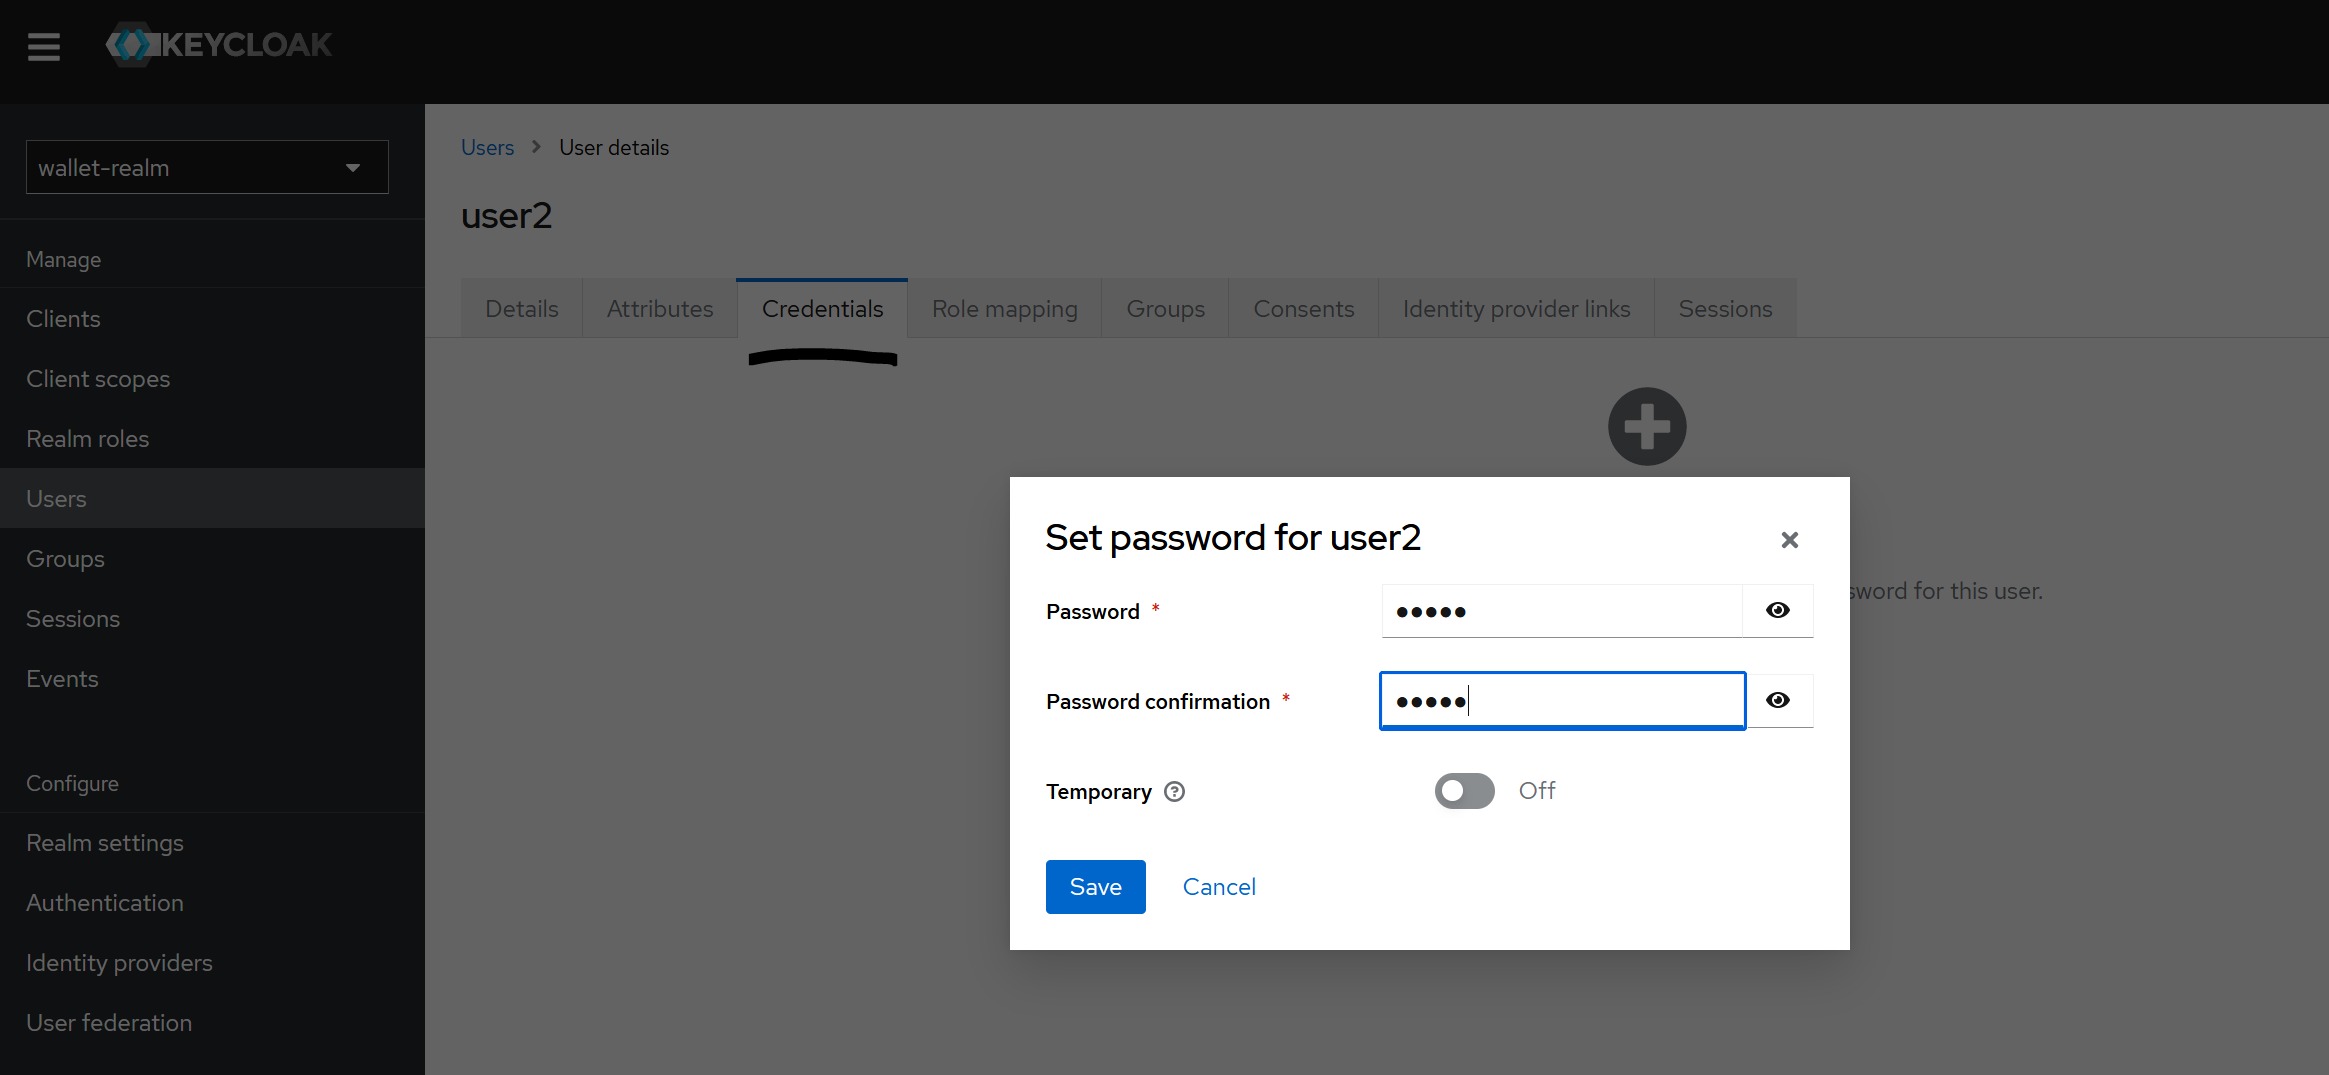 KEYCLOAK
wallet-realm
Manage
Clients
Client scopes
Realm roles
Users
Groups
Sessions
Events
Configure
Realm settings
Authentication
Identity providers
User federation
Users > User details
user2
Details Attributes Credentials Role mapping Groups Consents Identity provider links Sessions
sword for this user.
Set password for user2
Password *
Password confirmation *
Temporary Off
Save Cancel